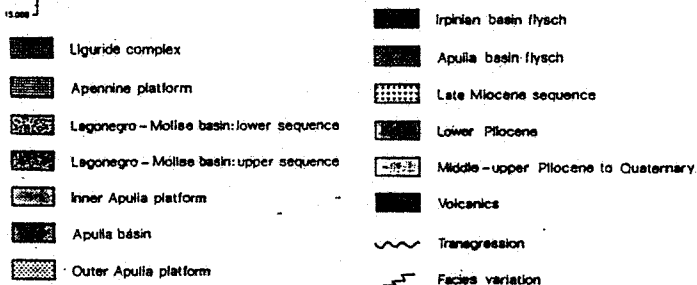 15.000
Liguride complex
Apennine platform
Lagonegro – Molise basin: lower sequence
Lagonegro – Molise basin: upper sequence
Inner Apulia platform
Apulia basin
Outer Apulia platform
Irpinian basin flysch
Apulia basin flysch
Late Miocene sequence
Lower Pliocene
Middle – upper Pliocene to Quaternary
Volcanics
Transgression
Facies variation